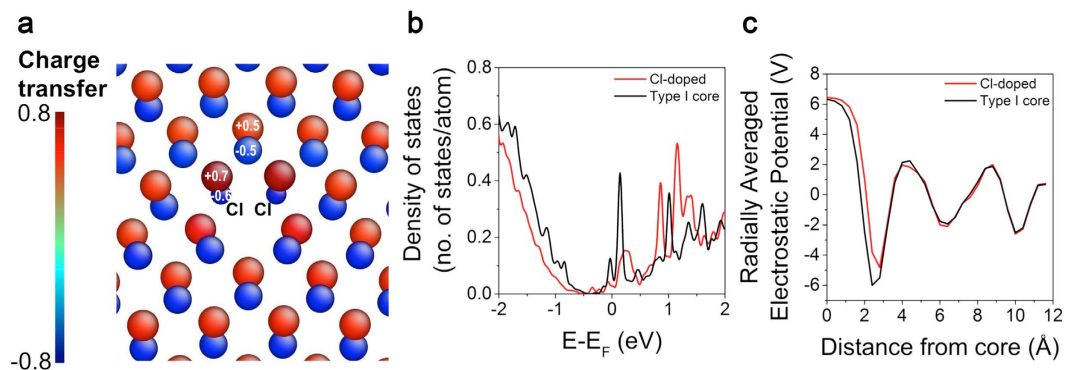 a
Charge
transfer
0.8
-0.8
+0.5
-0.5
+0.7
-0.6
Cl Cl
b
Density of states
(no. of states/atom)
0.8
0.6
0.4
0.2
0.0
-2 -1 0 1 2
E-EF (eV)
Cl-doped
Type I core
c
Radially Averaged
Electrostatic Potential (V)
8
6
4
2
0
-2
-4
-6
0 2 4 6 8 10 12
Distance from core (Å)
Cl-doped
Type I core